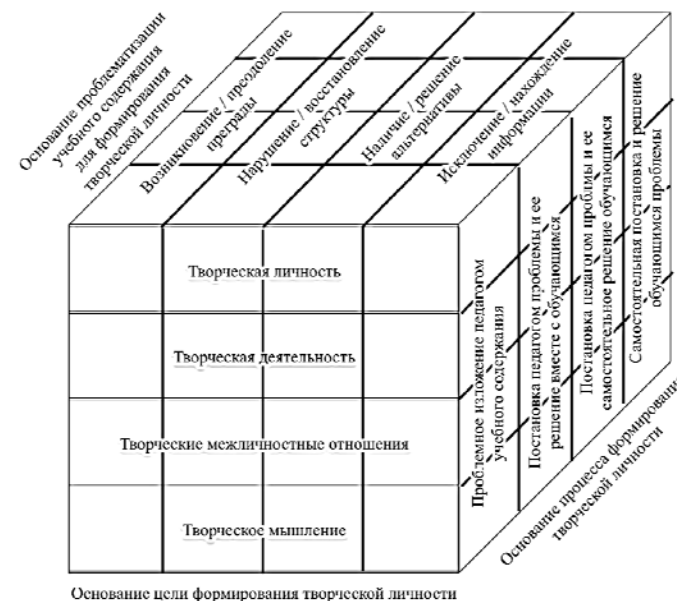 Основание проблематизации
учебного содержания
для формирования
творческой личности
Возникновение / преодоление
преграды
Нарушение / восстановление
структуры
Наличие / решение
альтернативы
Исключение / нахождение
информации
Творческая личность
Творческая деятельность
Творческие межличностные отношения
Творческое мышление
Проблемное изложение педагогом
учебного содержания
Постановка педагогом проблемы и ее
решение вместе с обучающимся
Постановка педагогом проблмы и ее
самостоятельное решение обучающимся
Самостоятельная постановка и решение
обучающимся проблемы
Основание процесса формирование
творческой личности
Основание цели формирования творческой личности